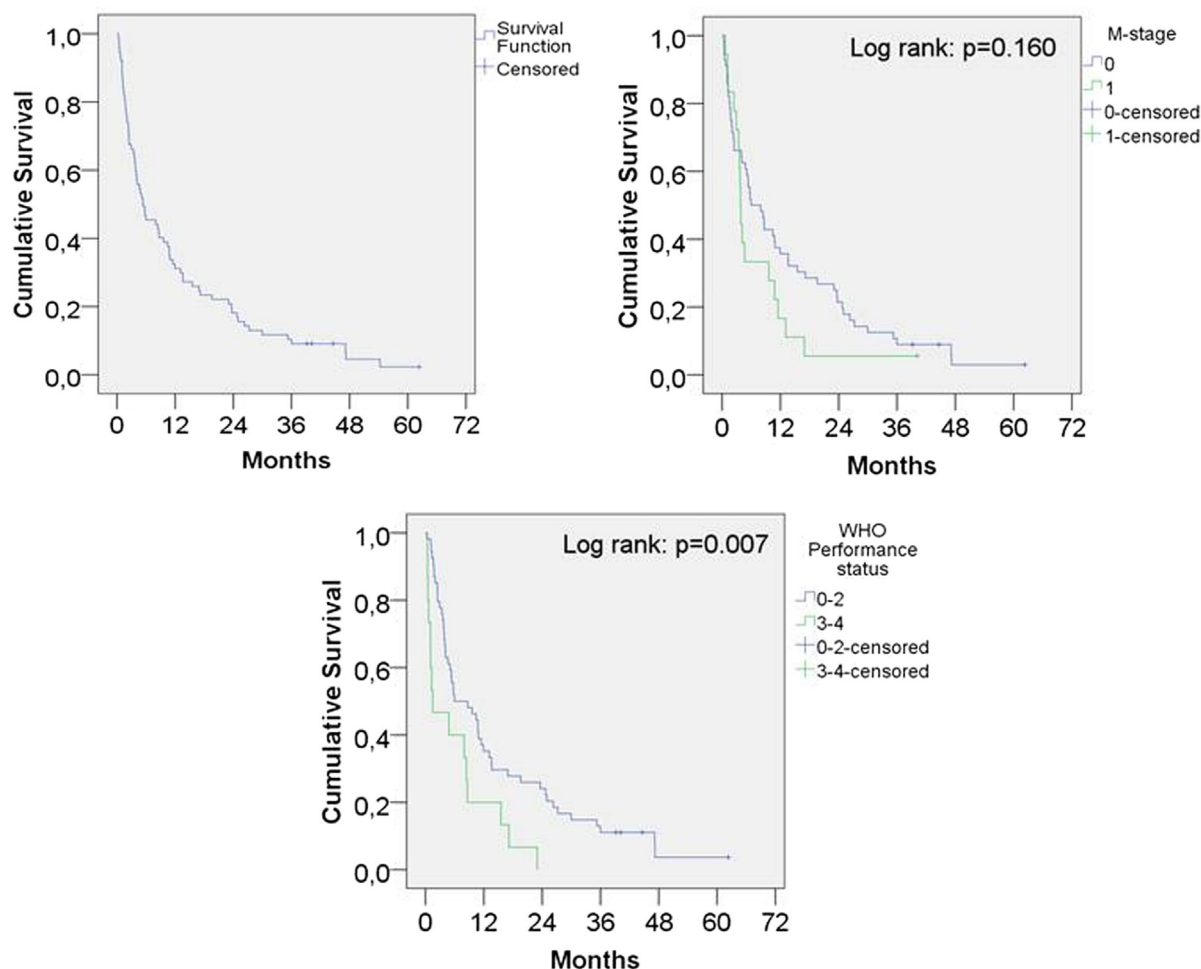 Survival
Function
Censored
1,0
0,8
0,6
0,4
0,2
0,0
Cumulative Survival
0 12 24 36 48 60 72
Months
Log rank: p=0.160
M-stage
0
1
0-censored
1-censored
1,0
0,8
0,6
0,4
0,2
0,0
Cumulative Survival
0 12 24 36 48 60 72
Months
Log rank: p=0.007
WHO
Performance
status
0-2
3-4
0-2-censored
3-4-censored
1,0
0,8
0,6
0,4
0,2
0,0
Cumulative Survival
0 12 24 36 48 60 72
Months